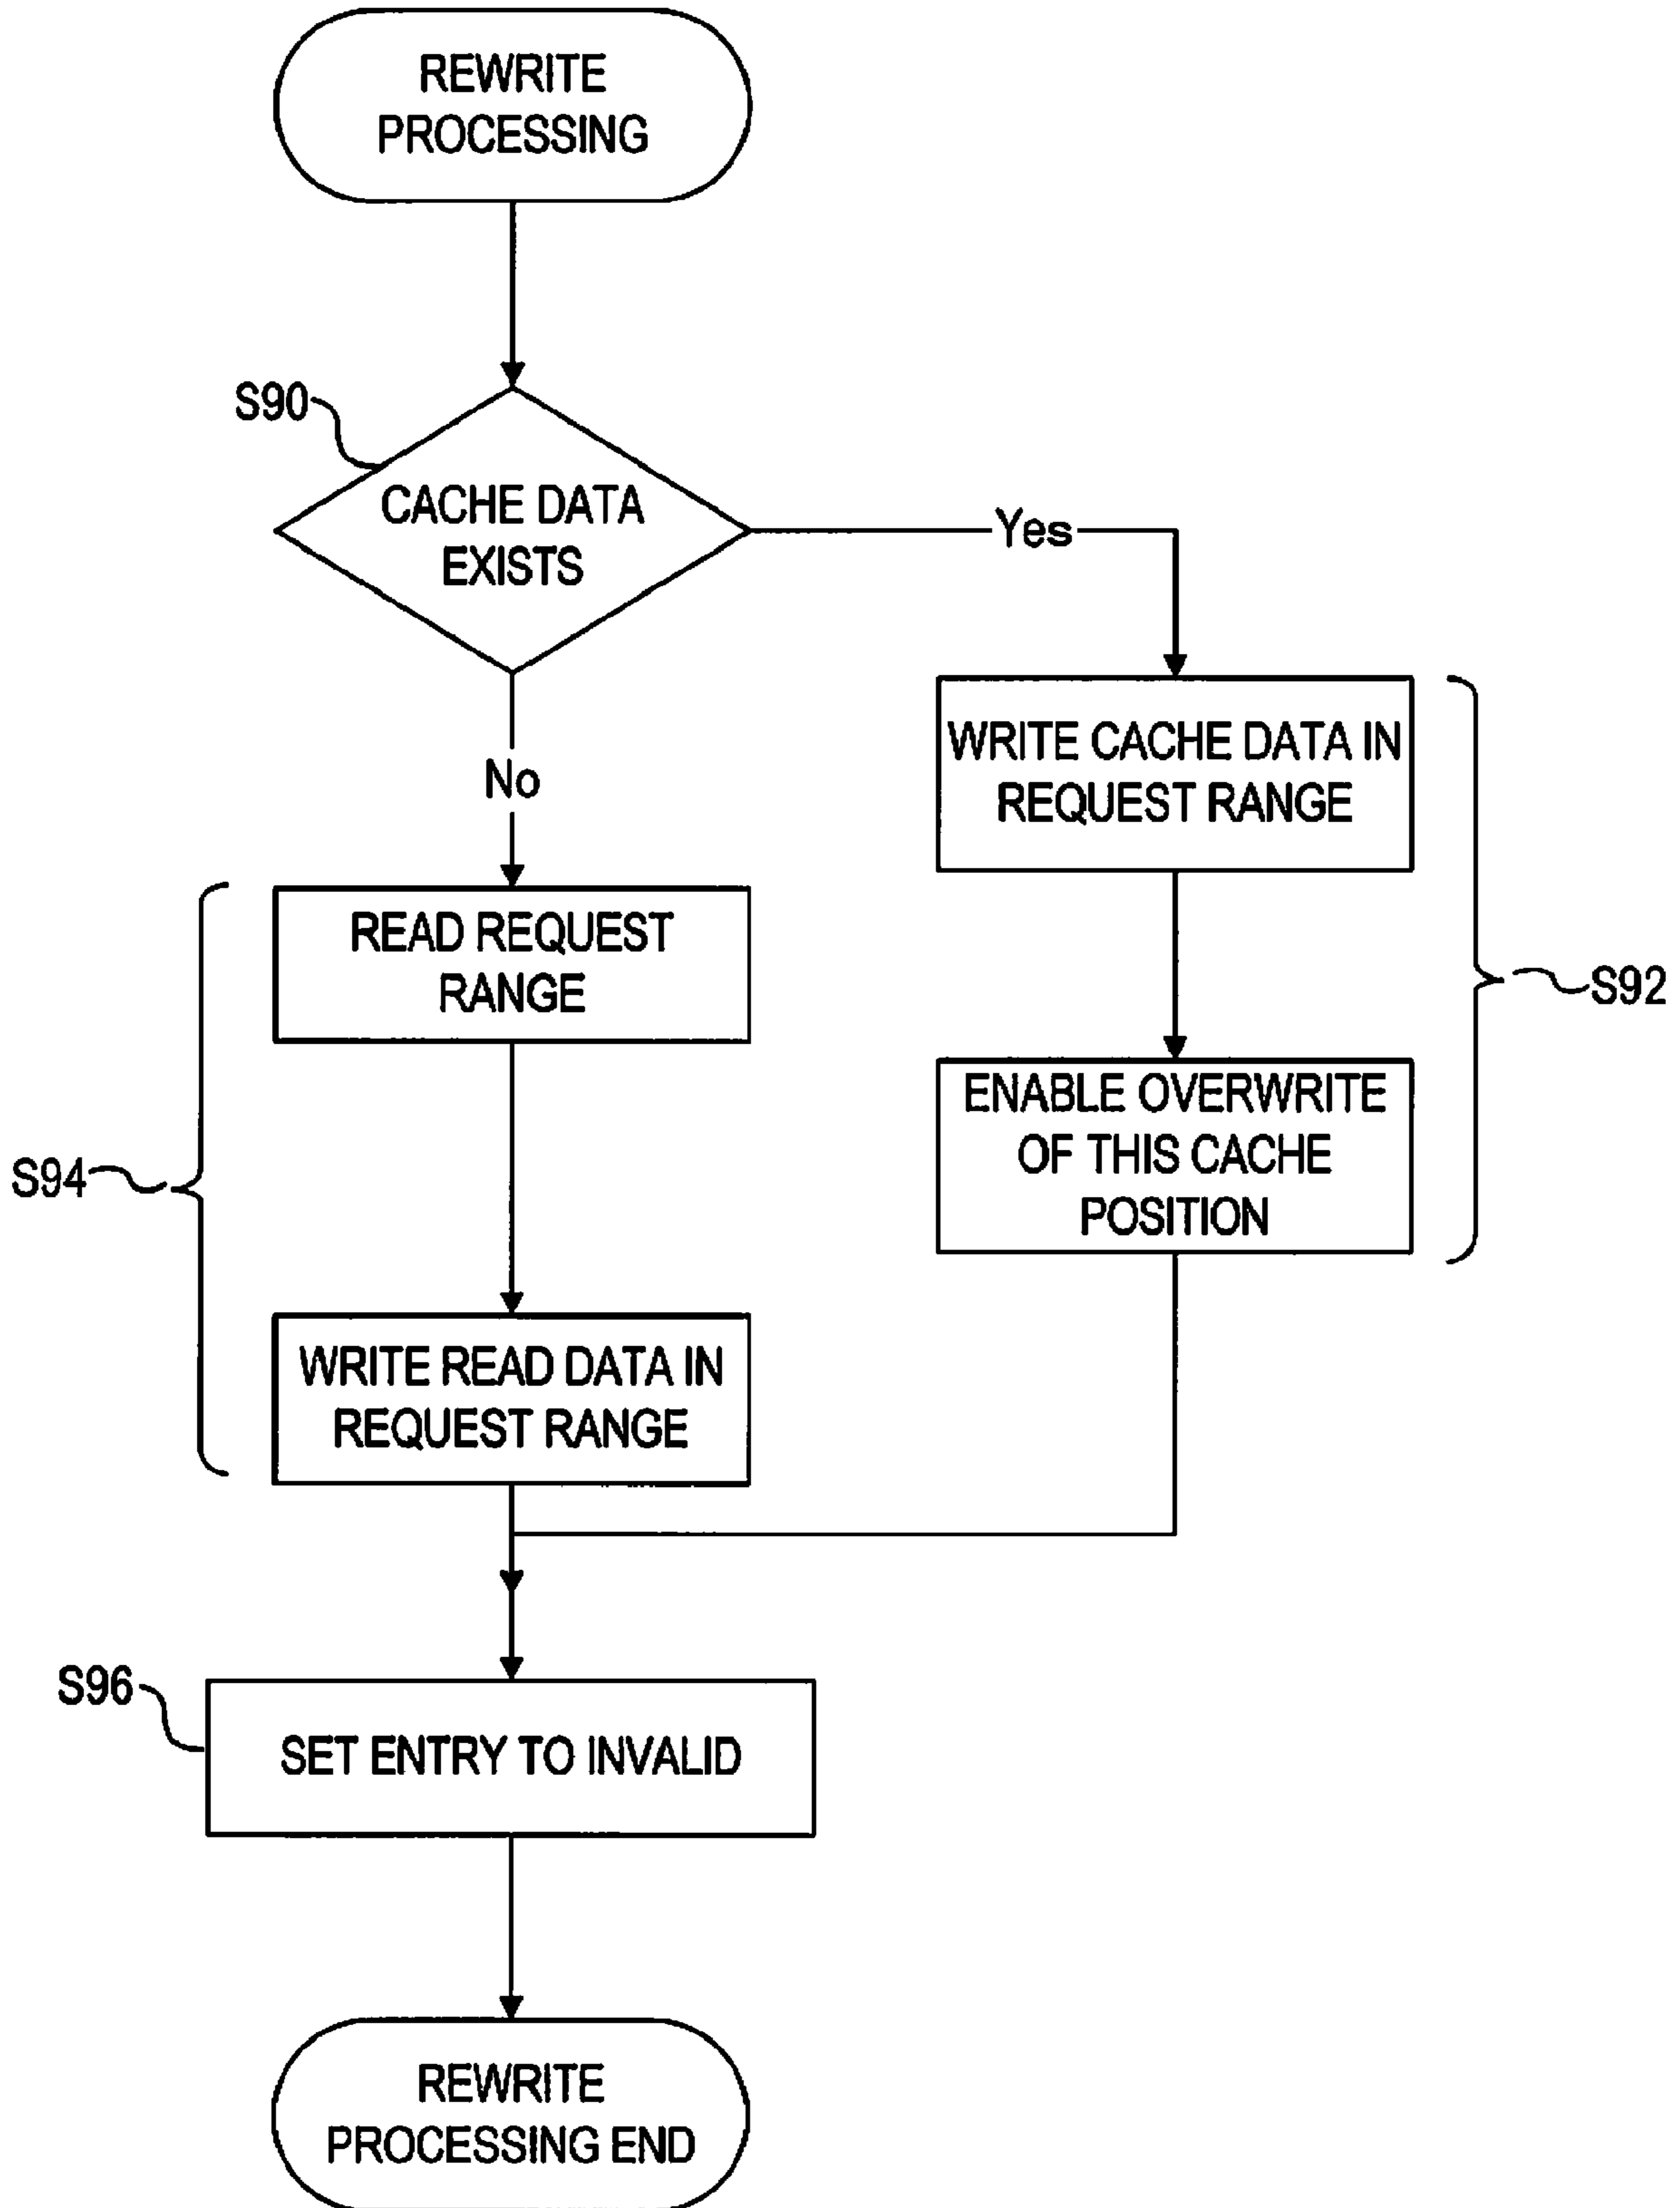 REWRITE
PROCESSING
S90
CACHE DATA
EXISTS
Yes
No
WRITE CACHE DATA IN
REQUEST RANGE
S92
ENABLE OVERWRITE
OF THIS CACHE
POSITION
READ REQUEST
RANGE
S94
WRITE READ DATA IN
REQUEST RANGE
S96
SET ENTRY TO INVALID
REWRITE
PROCESSING END